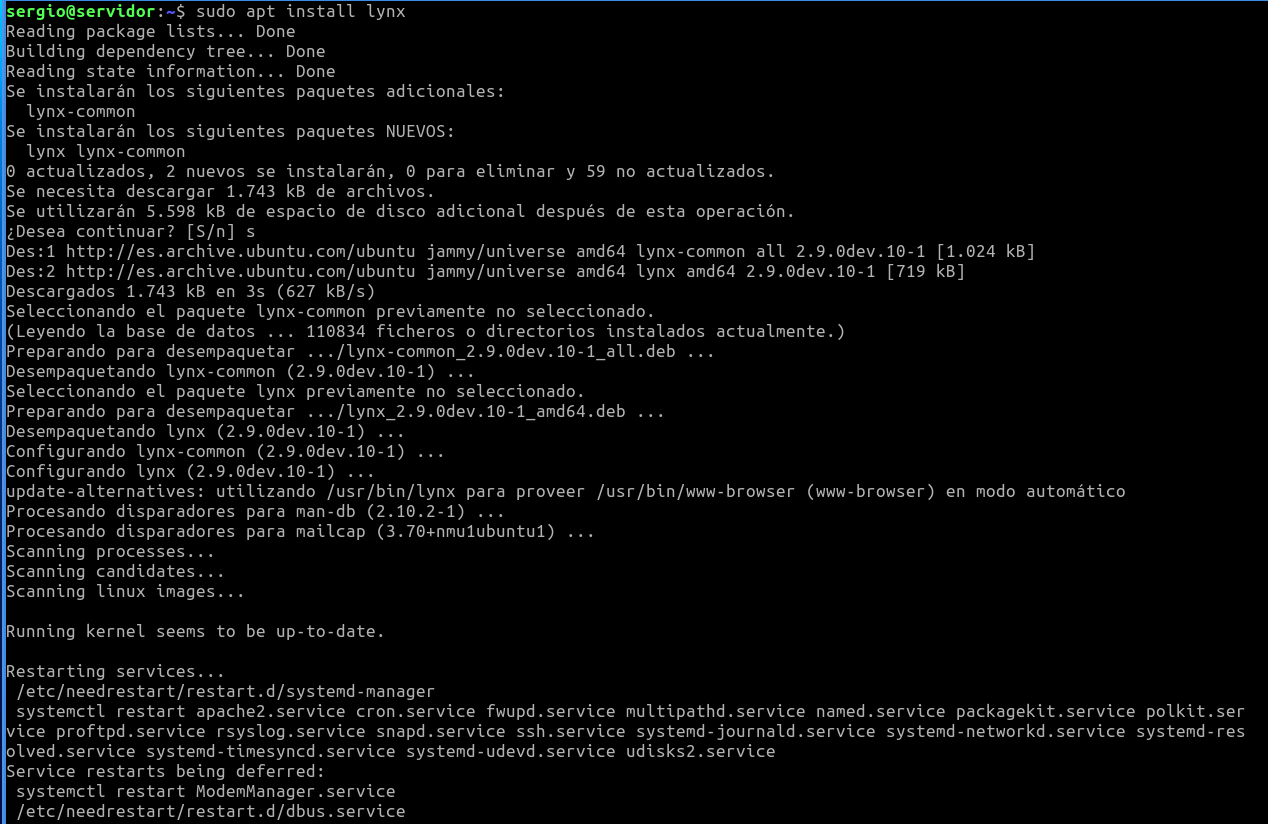 sergio@servidor:~$ sudo apt install lynx
Reading package lists... Done
Building dependency tree... Done
Reading state information... Done
Se instalarán los siguientes paquetes adicionales:
  lynx-common
Se instalarán los siguientes paquetes NUEVOS:
  lynx lynx-common
0 actualizados, 2 nuevos se instalarán, 0 para eliminar y 59 no actualizados.
Se necesita descargar 1.743 kB de archivos.
Se utilizarán 5.598 kB de espacio de disco adicional después de esta operación.
¿Desea continuar? [S/n] s
Des:1 http://es.archive.ubuntu.com/ubuntu jammy/universe amd64 lynx-common all 2.9.0dev.10-1 [1.024 kB]
Des:2 http://es.archive.ubuntu.com/ubuntu jammy/universe amd64 lynx amd64 2.9.0dev.10-1 [719 kB]
Descargados 1.743 kB en 3s (627 kB/s)
Seleccionando el paquete lynx-common previamente no seleccionado.
(Leyendo la base de datos ... 110834 ficheros o directorios instalados actualmente.)
Preparando para desempaquetar .../lynx-common_2.9.0dev.10-1_all.deb ...
Desempaquetando lynx-common (2.9.0dev.10-1) ...
Seleccionando el paquete lynx previamente no seleccionado.
Preparando para desempaquetar .../lynx_2.9.0dev.10-1_amd64.deb ...
Desempaquetando lynx (2.9.0dev.10-1) ...
Configurando lynx-common (2.9.0dev.10-1) ...
Configurando lynx (2.9.0dev.10-1) ...
update-alternatives: utilizando /usr/bin/lynx para proveer /usr/bin/www-browser (www-browser) en modo automático
Procesando disparadores para man-db (2.10.2-1) ...
Procesando disparadores para mailcap (3.70+nmu1ubuntu1) ...
Scanning processes...
Scanning candidates...
Scanning linux images...

Running kernel seems to be up-to-date.

Restarting services...
 /etc/needrestart/restart.d/systemd-manager
 systemctl restart apache2.service cron.service fwupd.service multipathd.service named.service packagekit.service polkit.ser
vice proftpd.service rsyslog.service snapd.service ssh.service systemd-journald.service systemd-networkd.service systemd-res
olved.service systemd-timesyncd.service systemd-udevd.service udisks2.service
Service restarts being deferred:
 systemctl restart ModemManager.service
 /etc/needrestart/restart.d/dbus.service